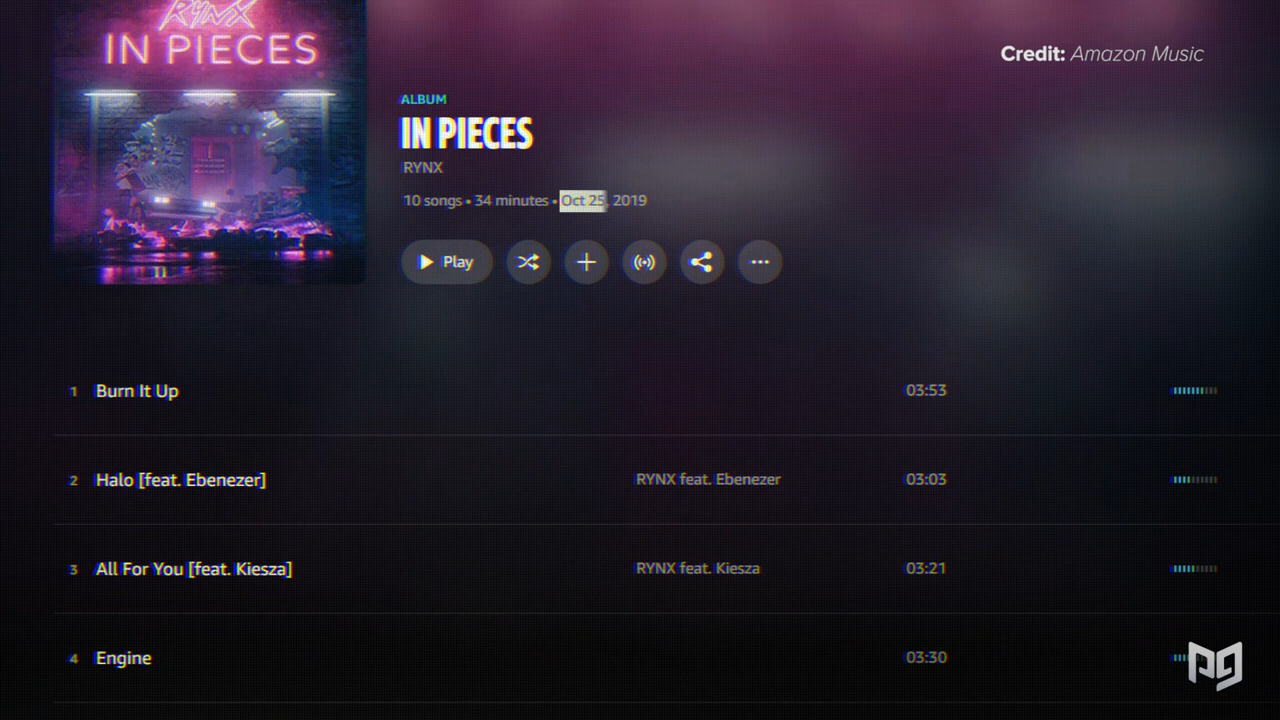 RYNX
IN PIECES
Credit: Amazon Music
ALBUM
IN PIECES
RYNX
10 songs • 34 minutes • Oct 25, 2019
Play
1 Burn It Up 03:53
2 Halo [feat. Ebenezer] RYNX feat. Ebenezer 03:03
3 All For You [feat. Kiesza] RYNX feat. Kiesza 03:21
4 Engine 03:30